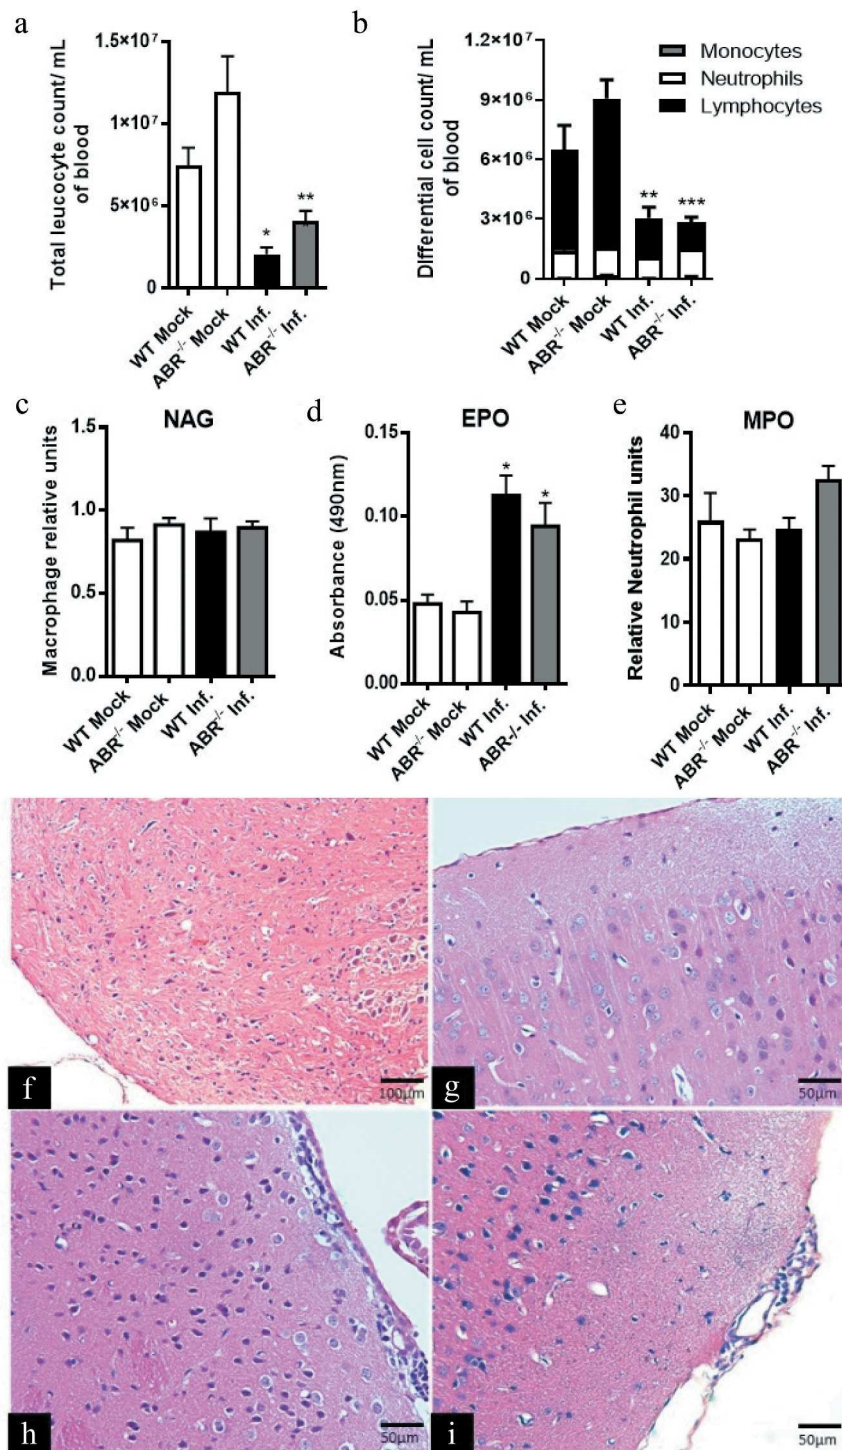 a
Total leucocyte count/ mL
of blood
1.5×10⁷
1×10⁷
5×10⁶
0
*
**
WT Mock
ABR⁻/⁻ Mock
WT Inf.
ABR⁻/⁻ Inf.
b
Differential cell count/ mL
of blood
1.2×10⁷
9×10⁶
6×10⁶
3×10⁶
0
Monocytes
Neutrophils
Lymphocytes
**
***
WT Mock
ABR⁻/⁻ Mock
WT Inf.
ABR⁻/⁻ Inf.
c
NAG
Macrophage relative units
1.5
1.0
0.5
0.0
WT Mock
ABR⁻/⁻ Mock
WT Inf.
ABR⁻/⁻ Inf.
d
EPO
Absorbance (490nm)
0.15
0.10
0.05
0.00
*
*
WT Mock
ABR⁻/⁻ Mock
WT Inf.
ABR-/- Inf.
e
MPO
Relative Neutrophil units
40
30
20
10
0
WT Mock
ABR⁻/⁻ Mock
WT Inf.
ABR⁻/⁻ Inf.
f
100µm
g
50µm
h
50µm
i
50µm